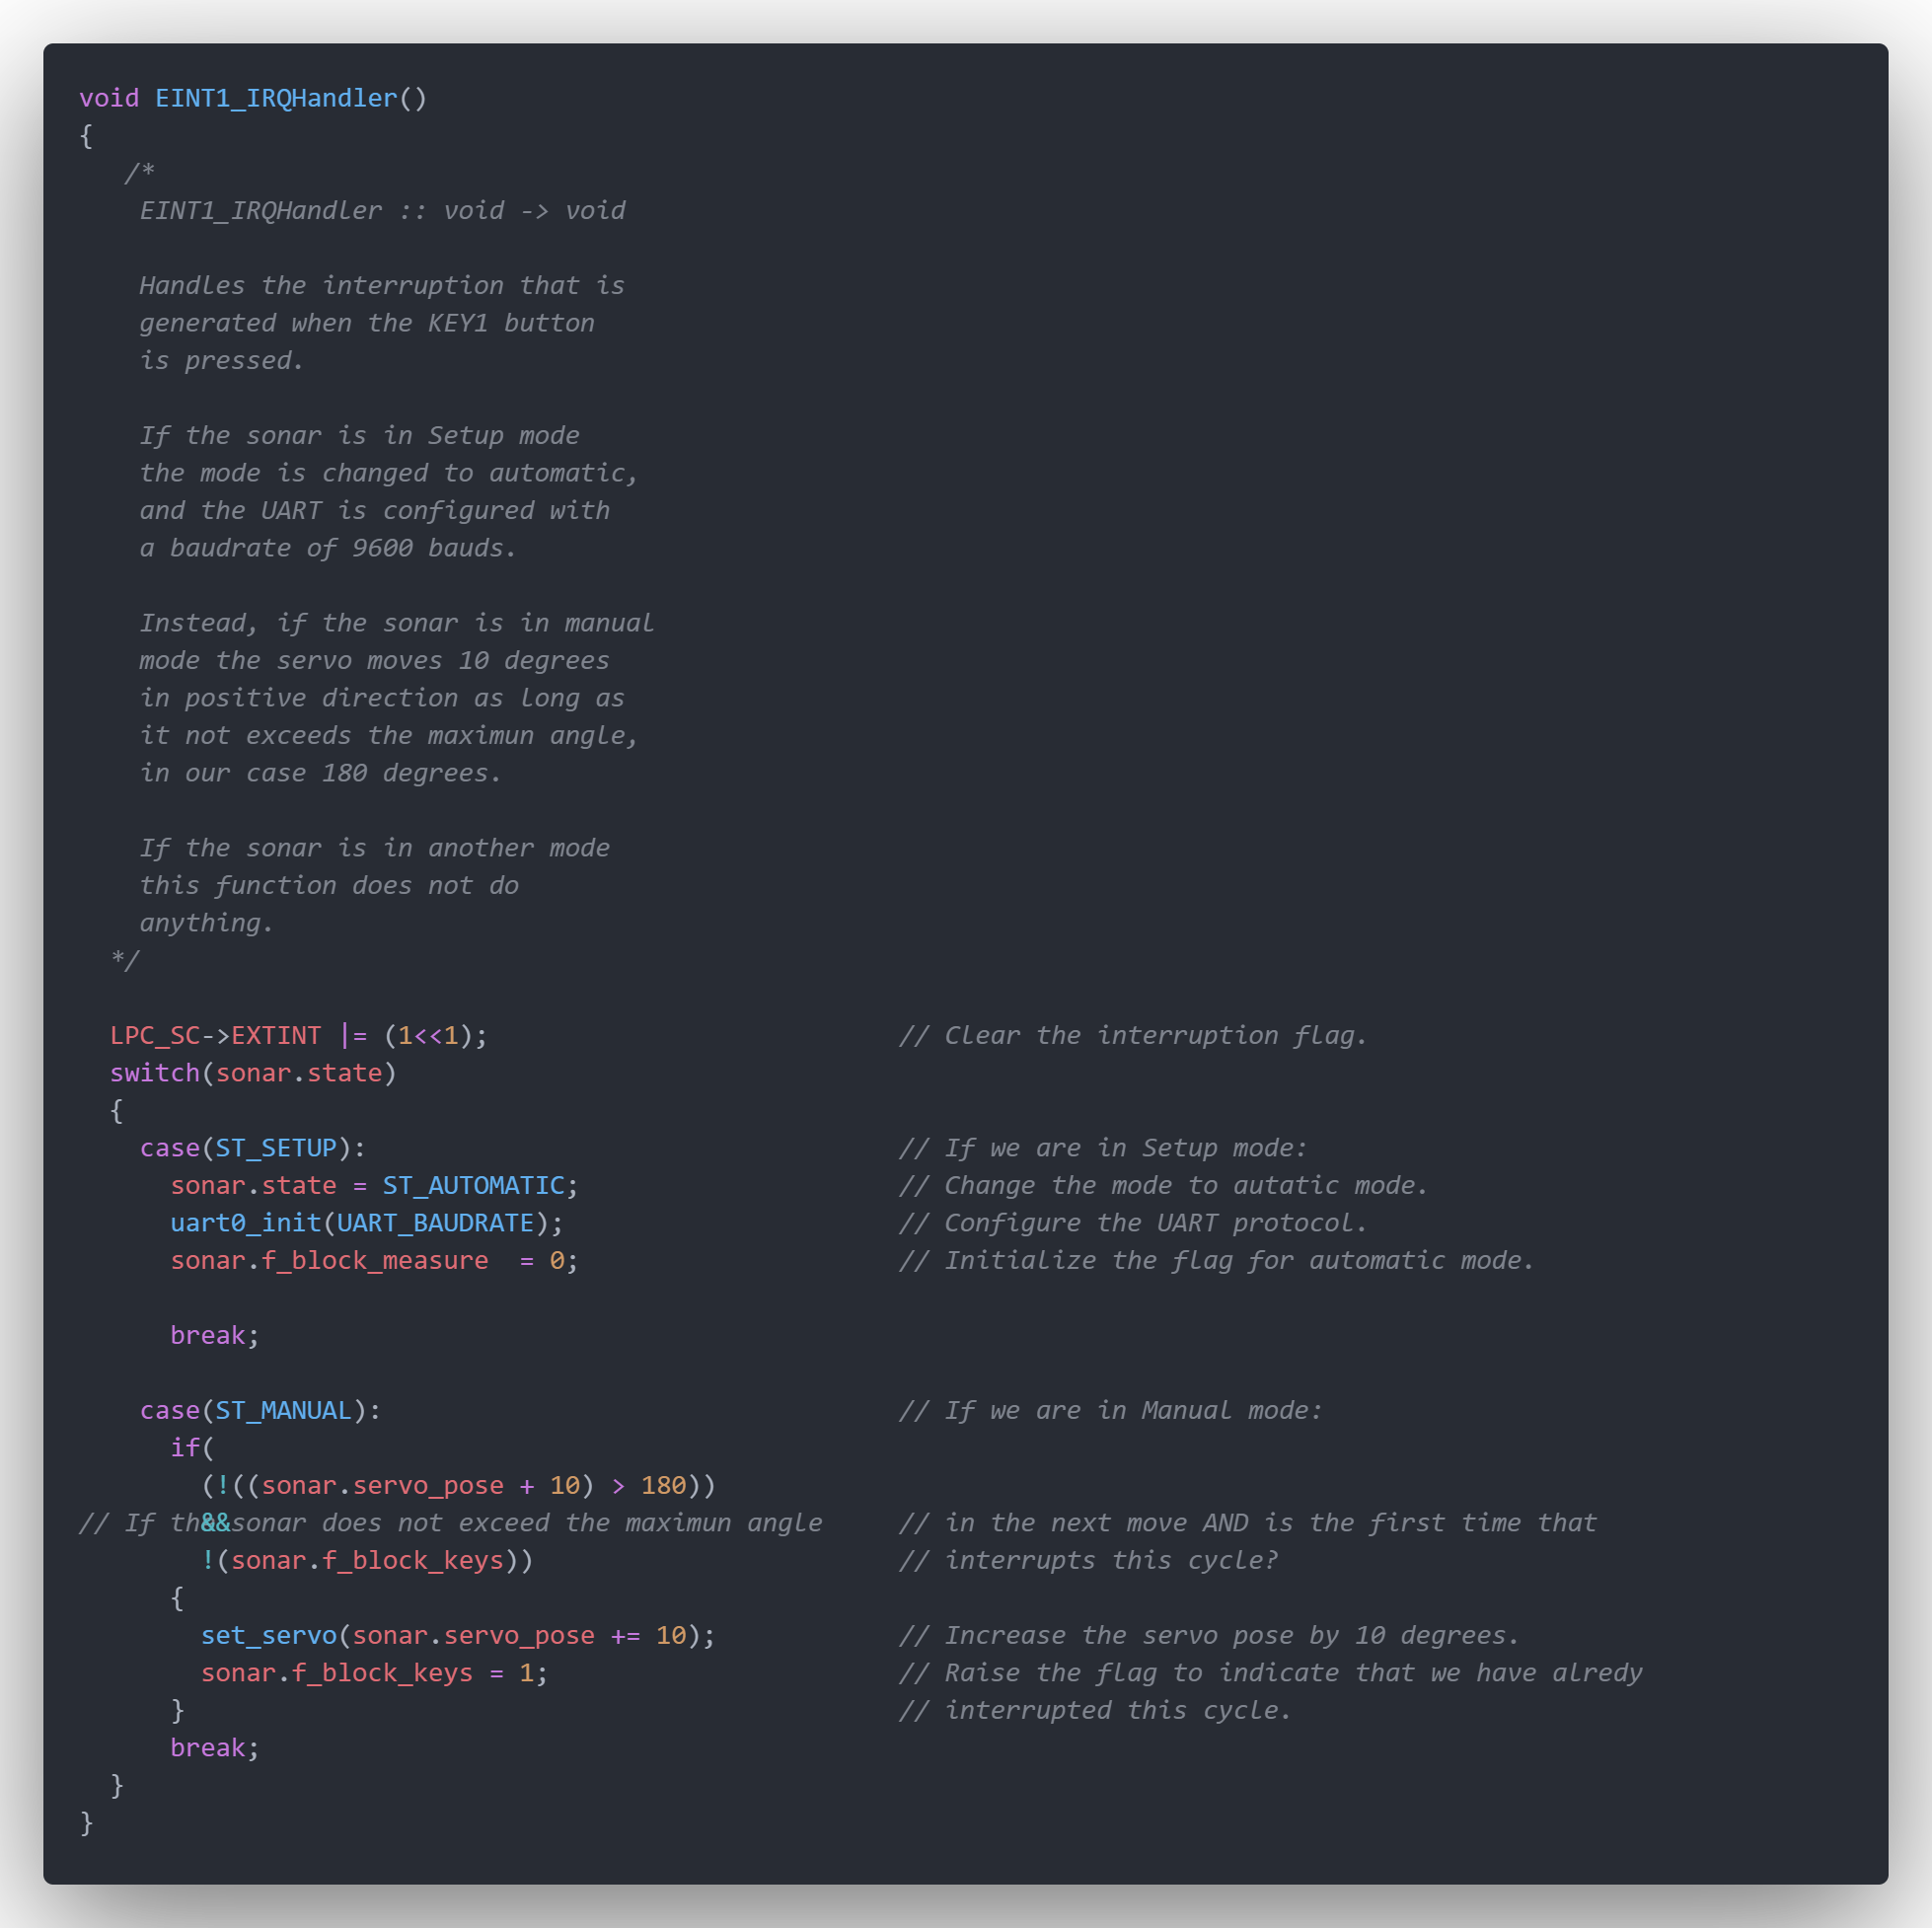 void EINT1_IRQHandler()
{
   /*
    EINT1_IRQHandler :: void -> void

    Handles the interruption that is
    generated when the KEY1 button
    is pressed.

    If the sonar is in Setup mode
    the mode is changed to automatic,
    and the UART is configured with
    a baudrate of 9600 bauds.

    Instead, if the sonar is in manual
    mode the servo moves 10 degrees
    in positive direction as long as
    it not exceeds the maximun angle,
    in our case 180 degrees.

    If the sonar is in another mode
    this function does not do
    anything.
  */

  LPC_SC->EXTINT |= (1<<1);                           // Clear the interruption flag.
  switch(sonar.state)
  {
    case(ST_SETUP):                                   // If we are in Setup mode:
      sonar.state = ST_AUTOMATIC;                     // Change the mode to autatic mode.
      uart0_init(UART_BAUDRATE);                      // Configure the UART protocol.
      sonar.f_block_measure  = 0;                     // Initialize the flag for automatic mode.

      break;

    case(ST_MANUAL):                                  // If we are in Manual mode:
      if(
        (!((sonar.servo_pose + 10) > 180))
// If th&&sonar does not exceed the maximun angle     // in the next move AND is the first time that
        !(sonar.f_block_keys))                        // interrupts this cycle?
      {
        set_servo(sonar.servo_pose += 10);            // Increase the servo pose by 10 degrees.
        sonar.f_block_keys = 1;                       // Raise the flag to indicate that we have alredy
      }                                               // interrupted this cycle.
      break;
  }
}